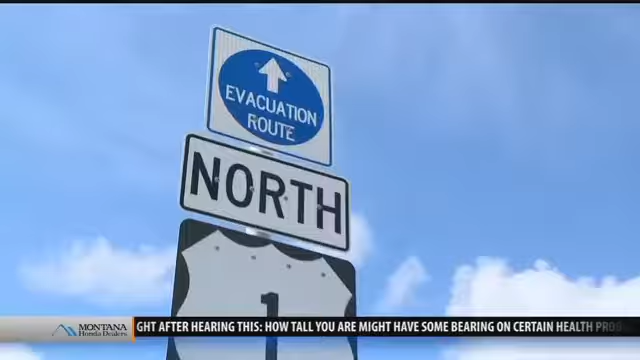 EVACUATION
ROUTE
NORTH
1
MONTANA
Honda Dealers
GHT AFTER HEARING THIS: HOW TALL YOU ARE MIGHT HAVE SOME BEARING ON CERTAIN HEALTH